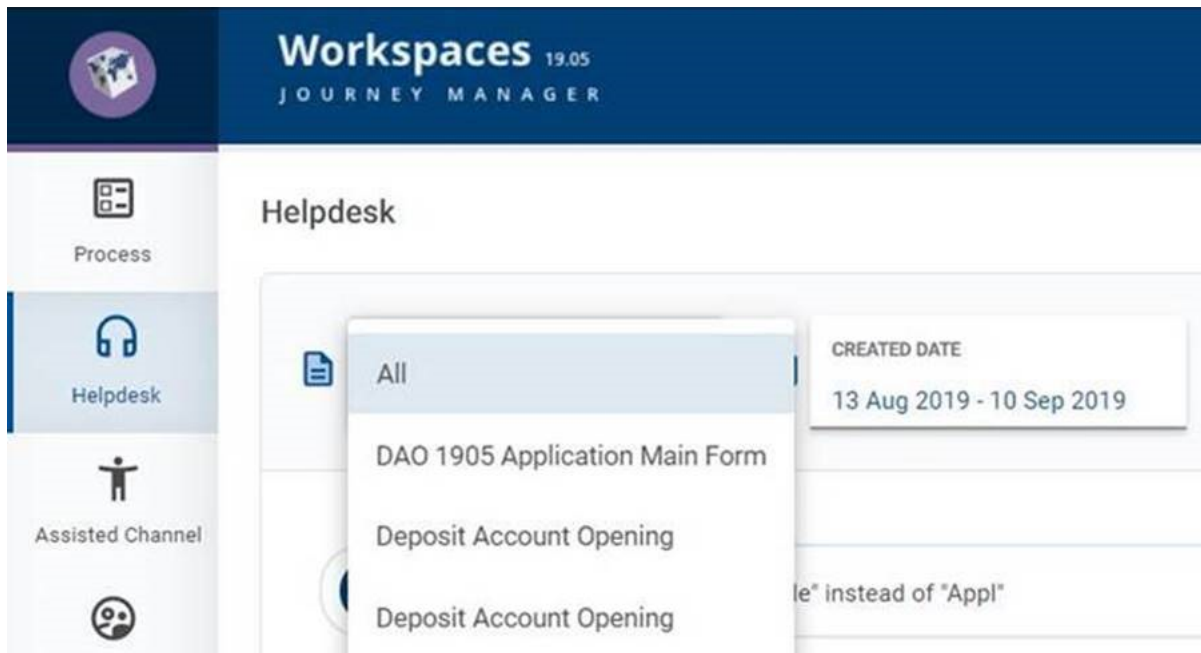 Workspaces 19.05
JOURNEY MANAGER
Process
Helpdesk
Helpdesk
All
CREATED DATE
13 Aug 2019 - 10 Sep 2019
DAO 1905 Application Main Form
Assisted Channel
Deposit Account Opening
instead of "Appl"
Deposit Account Opening